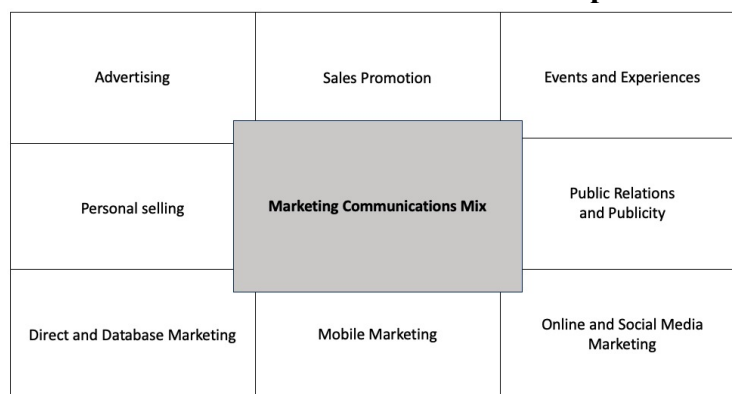 Advertising
Sales Promotion
Events and Experiences
Personal selling
Marketing Communications Mix
Public Relations
and Publicity
Direct and Database Marketing
Mobile Marketing
Online and Social Media
Marketing